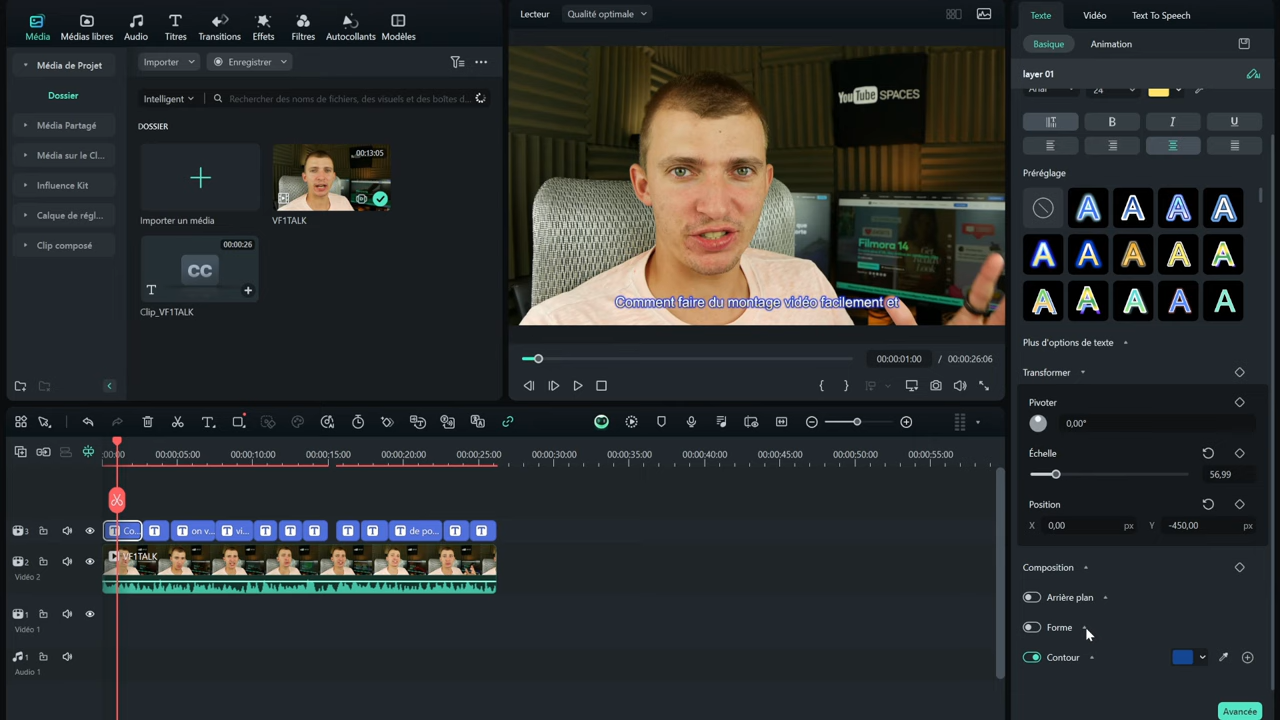 Média
Médias libres
Audio
Titres
Transitions
Effets
Filtres
Autocollants
Modèles
Lecteur
Qualité optimale
Texte
Vidéo
Text To Speech
Média de Projet
Importer
Enregistrer
Basique
Animation
Dossier
layer 01
Intelligent
Rechercher des noms de fichiers, des visuels et des boîtes d...
Arial
24
Média Partagé
DOSSIER
Média sur le Cl...
00:13:05
YouTube SPACES
B
I
U
Influence Kit
Préréglage
Calque de régl...
Importer un média
VF1TALK
Clip composé
00:00:26
CC
T
Filmora 14
Clip_VF1TALK
Comment faire du montage vidéo facilement et
Plus d'options de texte
00:00:01:00
/
00:00:26:06
Transformer
Pivoter
0,00°
:00:00
00:00:05:00
00:00:10:00
00:00:15:00
00:00:20:00
00:00:25:00
00:00:30:00
00:00:35:00
00:00:40:00
00:00:45:00
00:00:50:00
00:00:55:00
Échelle
56,99
Position
X 0,00 px Y -450,00 px
3
T Co...
T
T on v...
T vi...
T
T
T
T
T
T de po...
T
T
2
VF1TALK
Vidéo 2
Composition
Arrière plan
1
Vidéo 1
Forme
1
Audio 1
Contour
Avancée